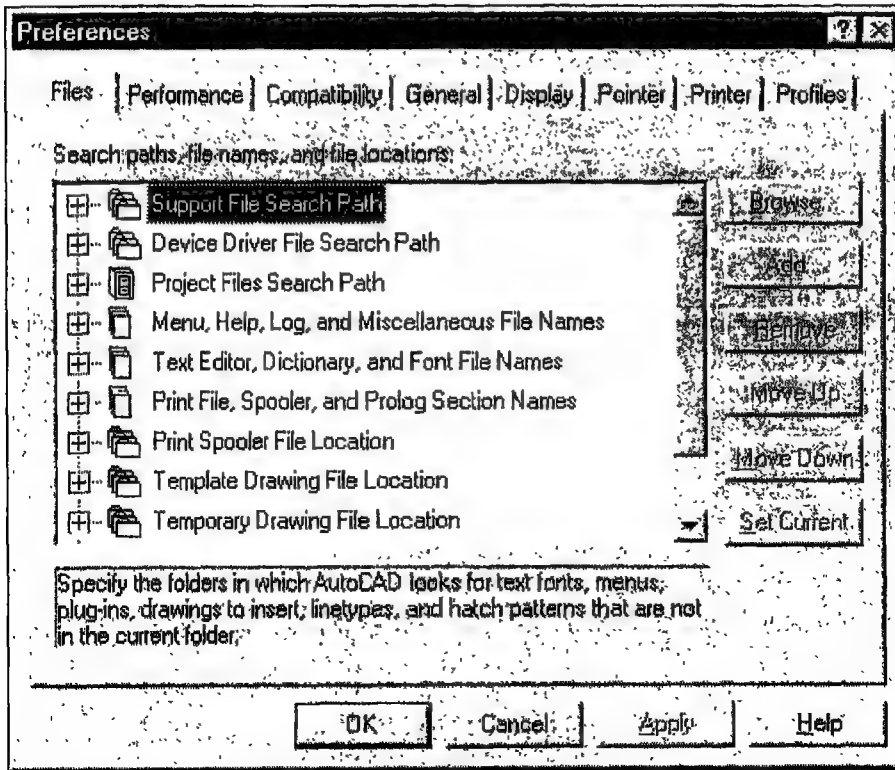 Preferences ? ×
Files Performance Compatibility General Display Pointer Printer Profiles
Search paths, file names, and file locations:
Support File Search Path
Device Driver File Search Path
Project Files Search Path
Menu, Help, Log, and Miscellaneous File Names
Text Editor, Dictionary, and Font File Names
Print File, Spooler, and Prolog Section Names
Print Spooler File Location
Template Drawing File Location
Temporary Drawing File Location
Browse...
Add...
Remove
Move Up
Move Down
Set Current
Specify the folders in which AutoCAD looks for text fonts, menus,
plug-ins, drawings to insert, linetypes, and hatch patterns that are not
in the current folder.
OK Cancel Apply Help